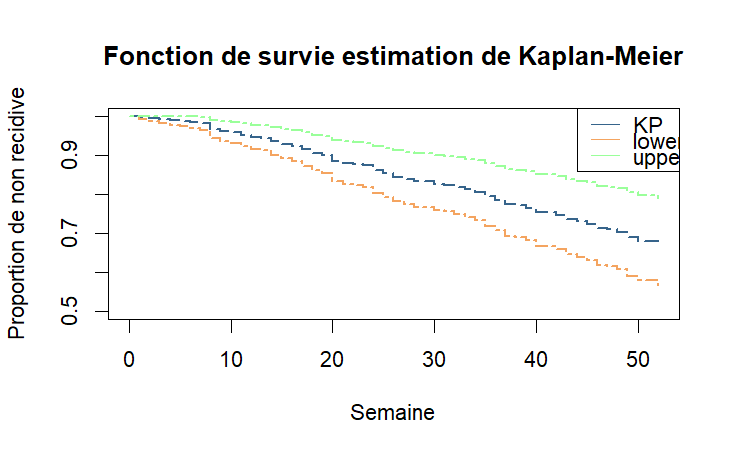 Fonction de survie estimation de Kaplan-Meier
Proportion de non recidive
0.9
0.7
0.5
KP
lower
uppe
0
10
20
30
40
50
Semaine